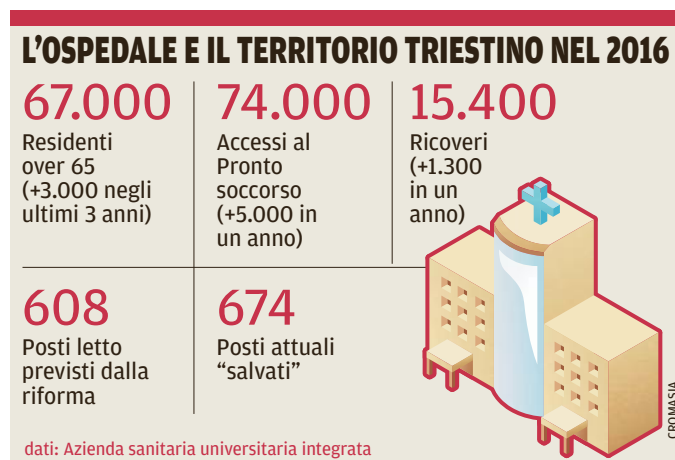 L'OSPEDALE E IL TERRITORIO TRIESTINO NEL 2016
67.000
Residenti
over 65
(+3.000 negli
ultimi 3 anni)
74.000
Accessi al
Pronto
soccorso
(+5.000 in
un anno)
15.400
Ricoveri
(+1.300
in un
anno)
608
Posti letto
previsti dalla
riforma
674
Posti attuali
“salvati”
dati: Azienda sanitaria universitaria integrata
CROMASIA